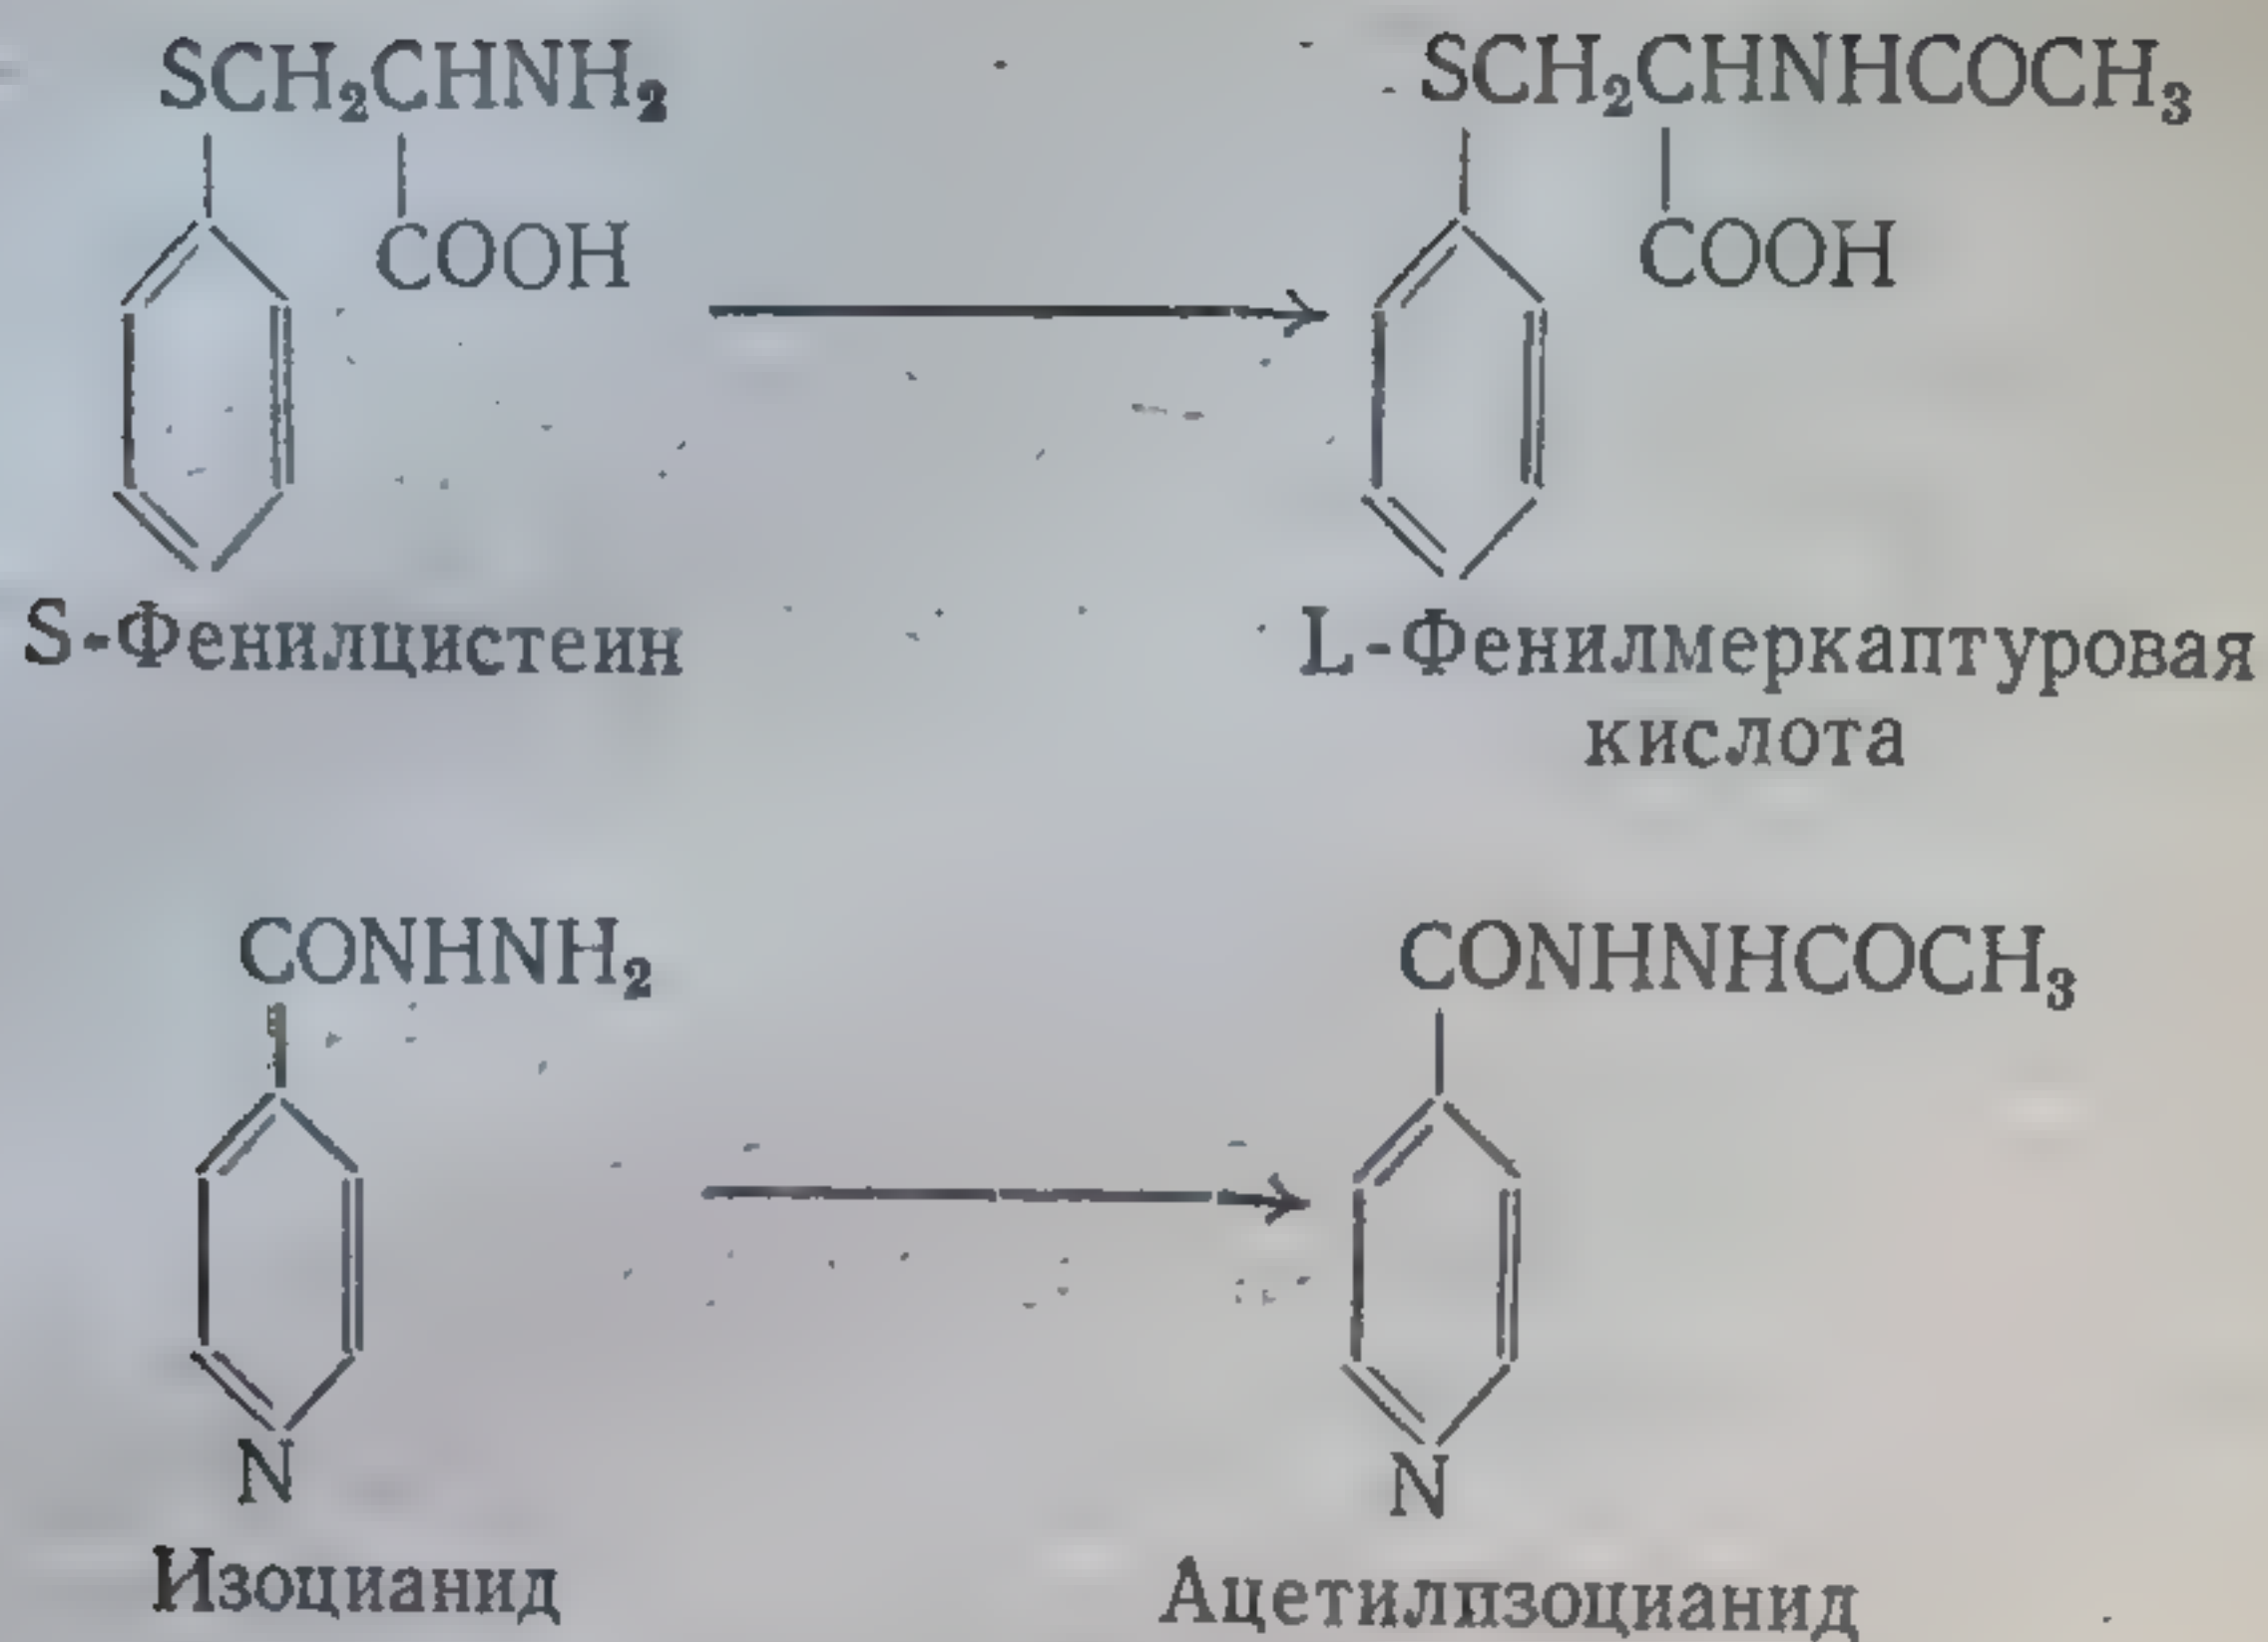 SCH₂CHNH₂
SCH₂CHNHCOCH₃
COOH
COOH
S-Фенилцистеин
L-Фенилмеркаптуровая
кислота
CONHNH₂
CONHNHCOCH₃
N
N
Изоцианид
Ацетилизоцианид